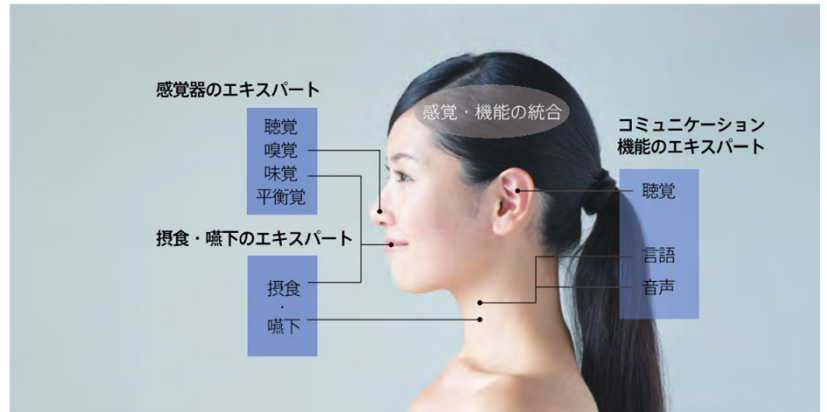 感覚器のエキスパート
聴覚
嗅覚
味覚
平衡覚
摂食・嚥下のエキスパート
摂食
・
嚥下
感覚・機能の統合
コミュニケーション
機能のエキスパート
聴覚
言語
音声